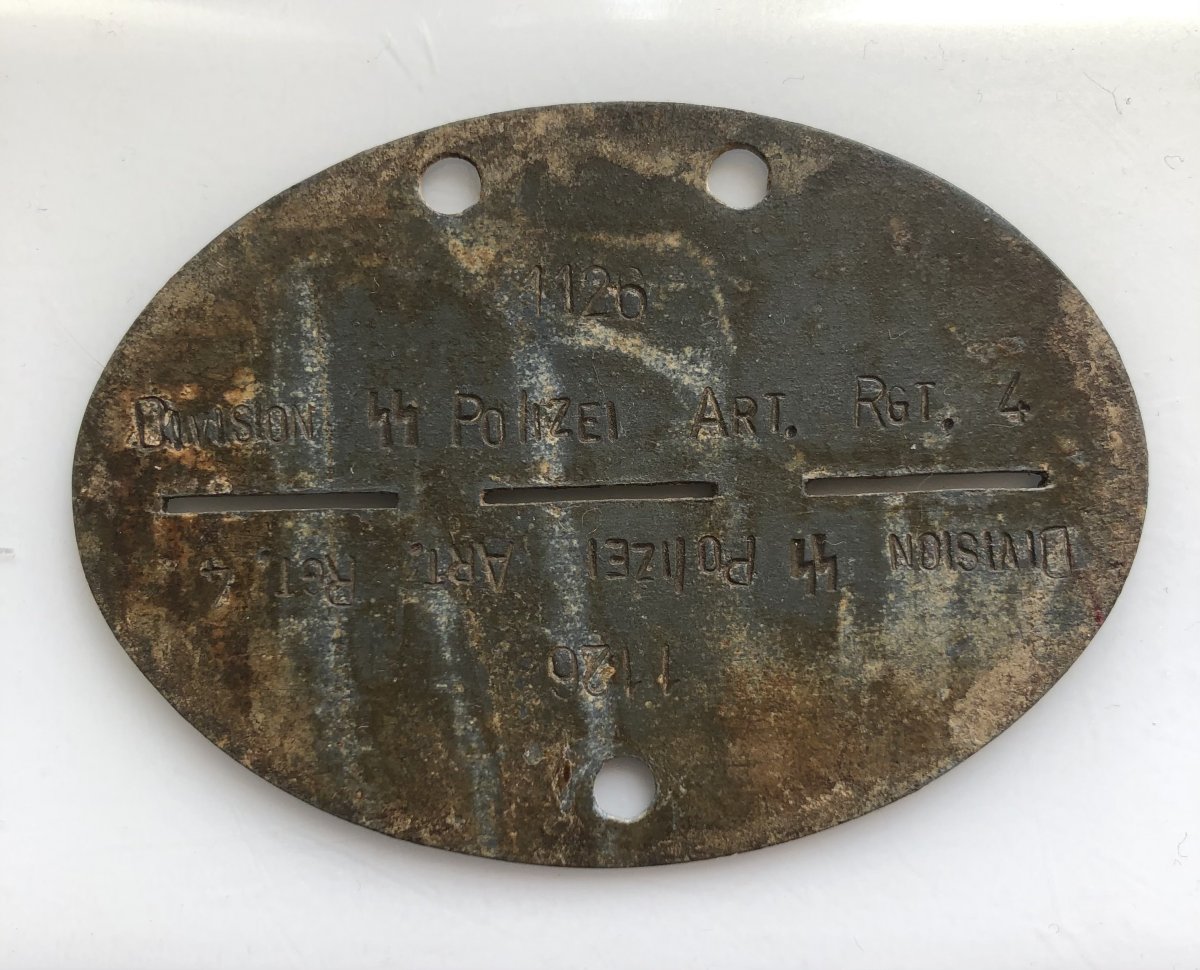 1126
DIVISION ϟϟ POlIZEI ART. RGT. 4
DIVISION ϟϟ POlIZEI ART. RGT. 4
1126